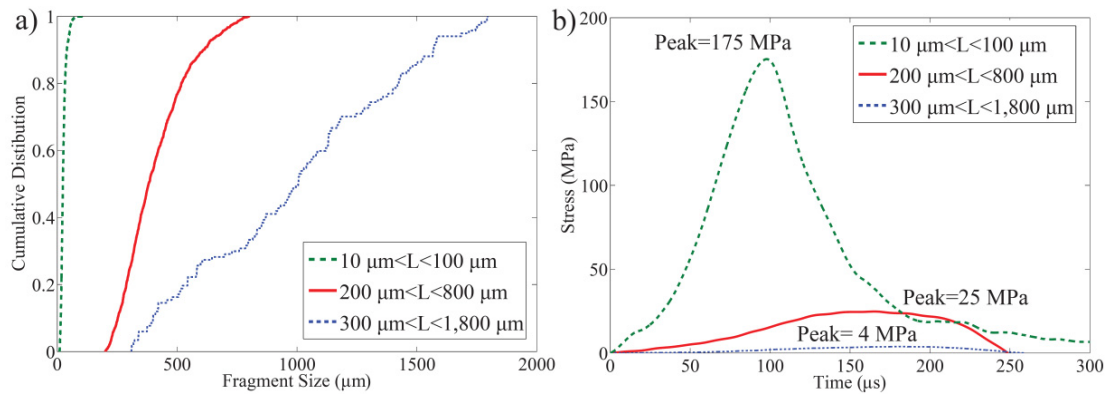 a)
1
0.8
0.6
0.4
0.2
0
Cumulative Distibution
10 μm<L<100 μm
200 μm<L<800 μm
300 μm<L<1,800 μm
0 500 1000 1500 2000
Fragment Size (μm)
b)
200
150
100
50
0
Stress (MPa)
Peak=175 MPa
10 μm<L<100 μm
200 μm<L<800 μm
300 μm<L<1,800 μm
Peak=25 MPa
Peak= 4 MPa
0 50 100 150 200 250 300
Time (μs)